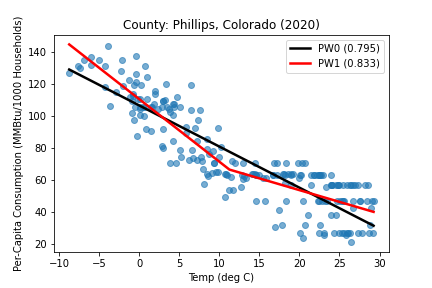 County: Phillips, Colorado (2020)
Per-Capita Consumption (MMBtu/1000 Households)
140
120
100
80
60
40
20
PW0 (0.795)
PW1 (0.833)
−10 −5 0 5 10 15 20 25 30
Temp (deg C)